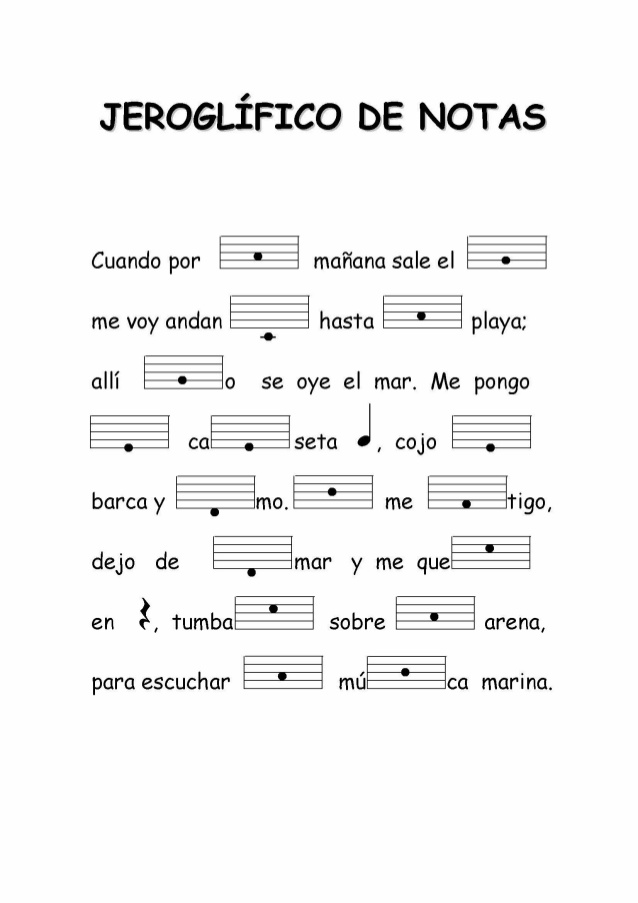 JEROGLÍFICO DE NOTAS
Cuando por mañana sale el
me voy andan hasta playa;
allí o se oye el mar. Me pongo
ca seta , cojo
barca y mo. me tigo,
dejo de mar y me que
en , tumba sobre arena,
para escuchar mú ca marina.